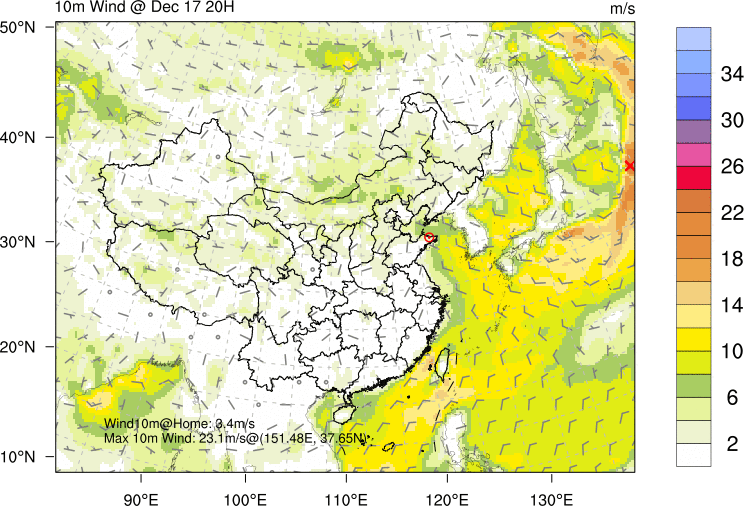 10m Wind @ Dec 17 20H
m/s
50°N
40°N
30°N
20°N
10°N
90°E
100°E
110°E
120°E
130°E
34
30
26
22
18
14
10
6
2
Wind10m@Home: 3.4m/s
Max 10m Wind: 23.1m/s@(151.48E, 37.65N)